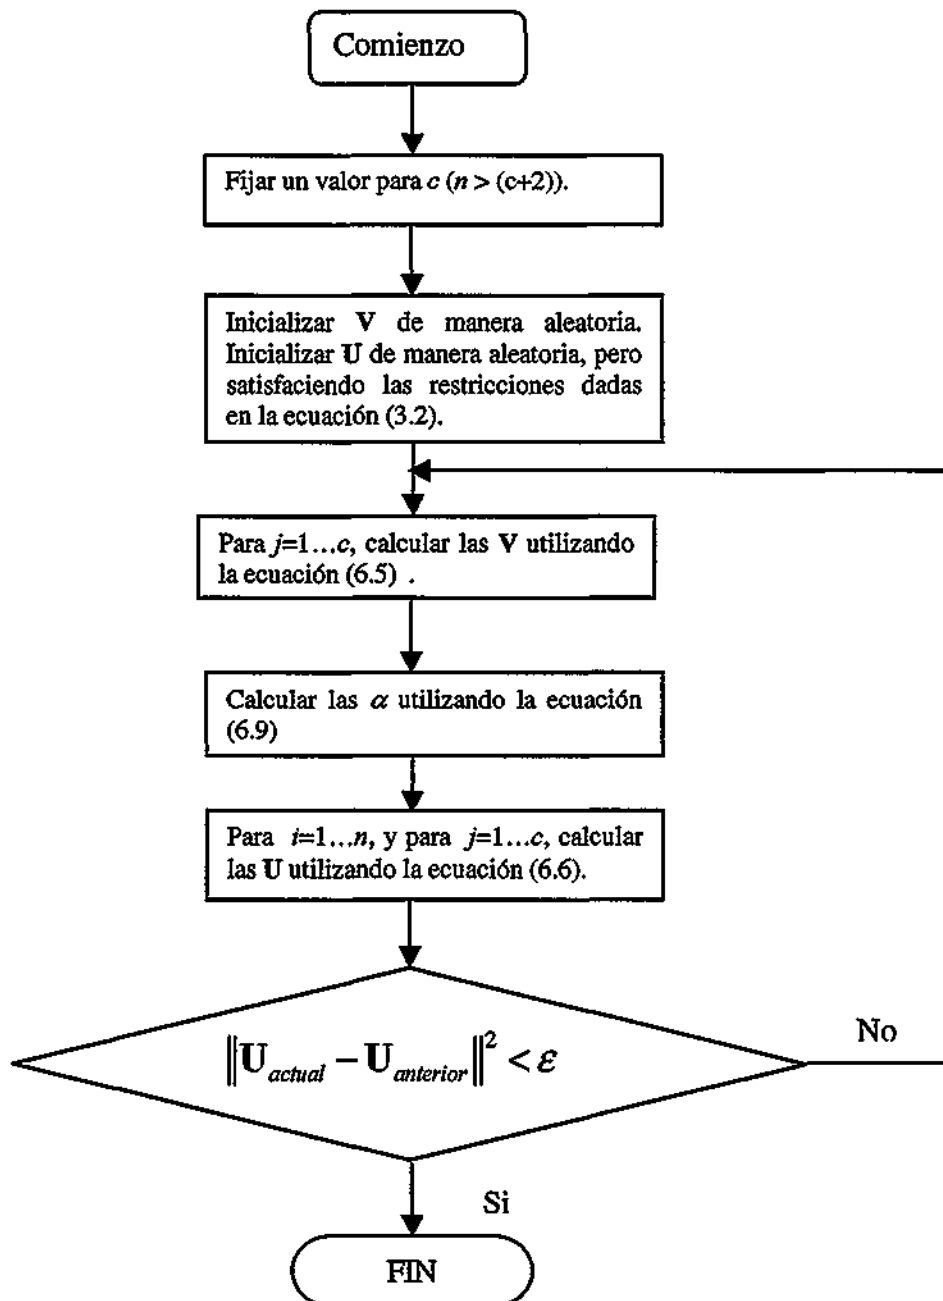 Comienzo
Fijar un valor para c (n > (c+2)).
Inicializar V de manera aleatoria.
Inicializar U de manera aleatoria, pero
satisfaciendo las restricciones dadas
en la ecuación (3.2).
Para j=1...c, calcular las V utilizando
la ecuación (6.5) .
Calcular las α utilizando la ecuación
(6.9)
Para i=1...n, y para j=1...c, calcular
las U utilizando la ecuación (6.6).
‖U_actual − U_anterior‖² < ε
No
Si
FIN